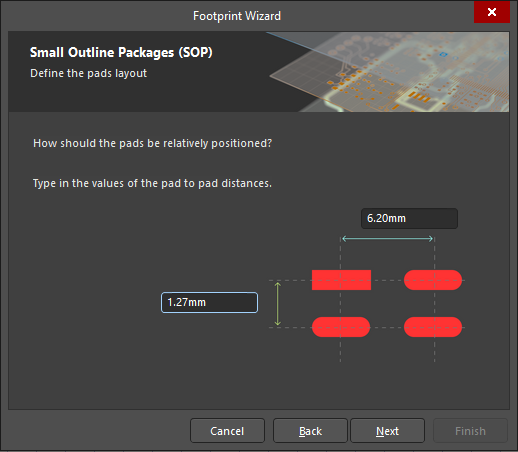 Footprint Wizard
Small Outline Packages (SOP)
Define the pads layout
How should the pads be relatively positioned?
Type in the values of the pad to pad distances.
6.20mm
1.27mm
Cancel
Back
Next
Finish